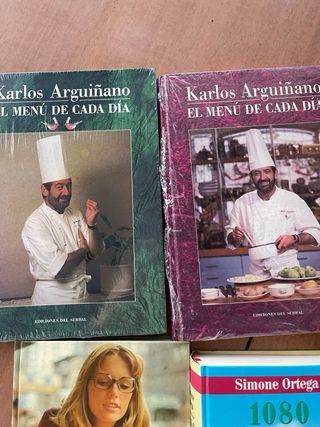 Karlos Arguiñano
EL MENÚ DE CADA DÍA
EDICIONES DEL SERBAL
Karlos Arguiñano
EL MENÚ DE CADA DÍA
EDICIONES DEL SERBAL
Simone Ortega
1080